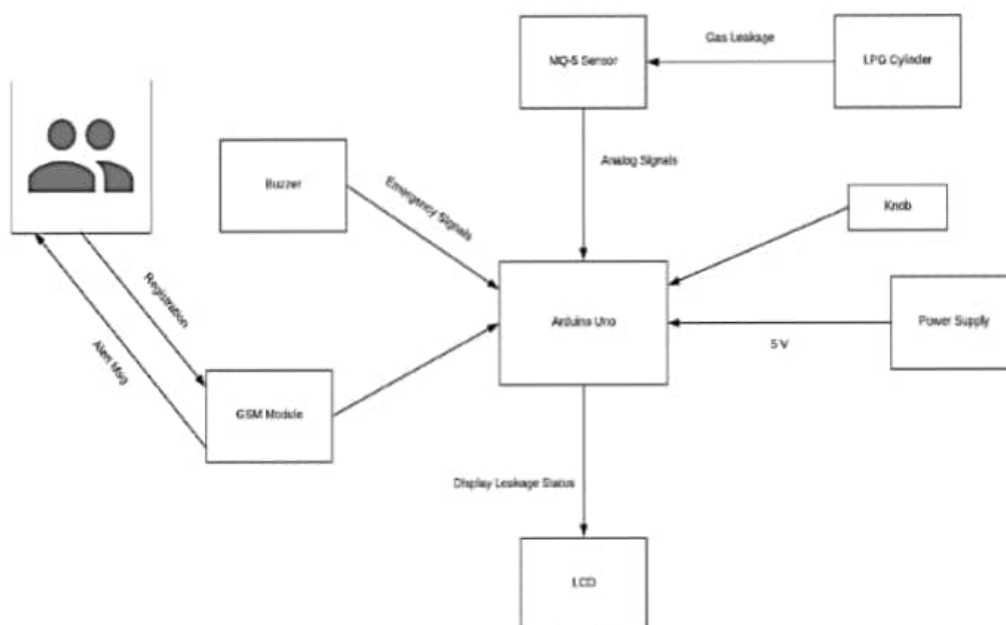 Gas Leakage
MQ-5 Sensor
LPG Cylinder
Analog Signals
Buzzer
Emergency Signals
Knob
Registration
Arduino Uno
Power Supply
5 V
Alert Msg
GSM Module
Display Leakage Status
LCD